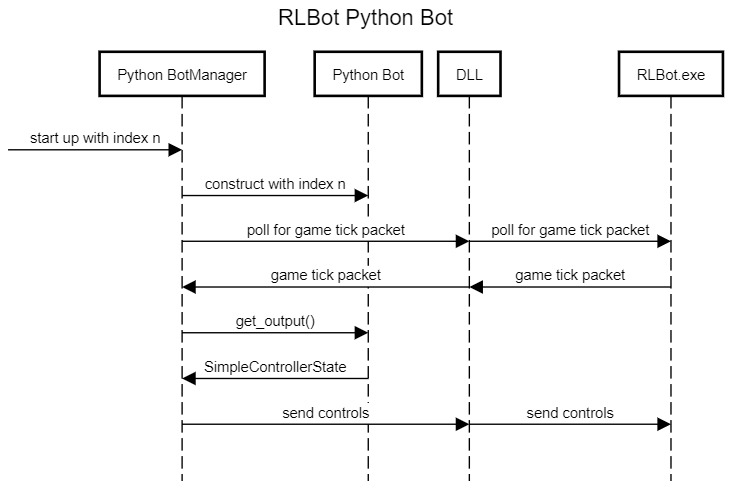 RLBot Python Bot
Python BotManager
Python Bot
DLL
RLBot.exe
start up with index n
construct with index n
poll for game tick packet
poll for game tick packet
game tick packet
game tick packet
get_output()
SimpleControllerState
send controls
send controls